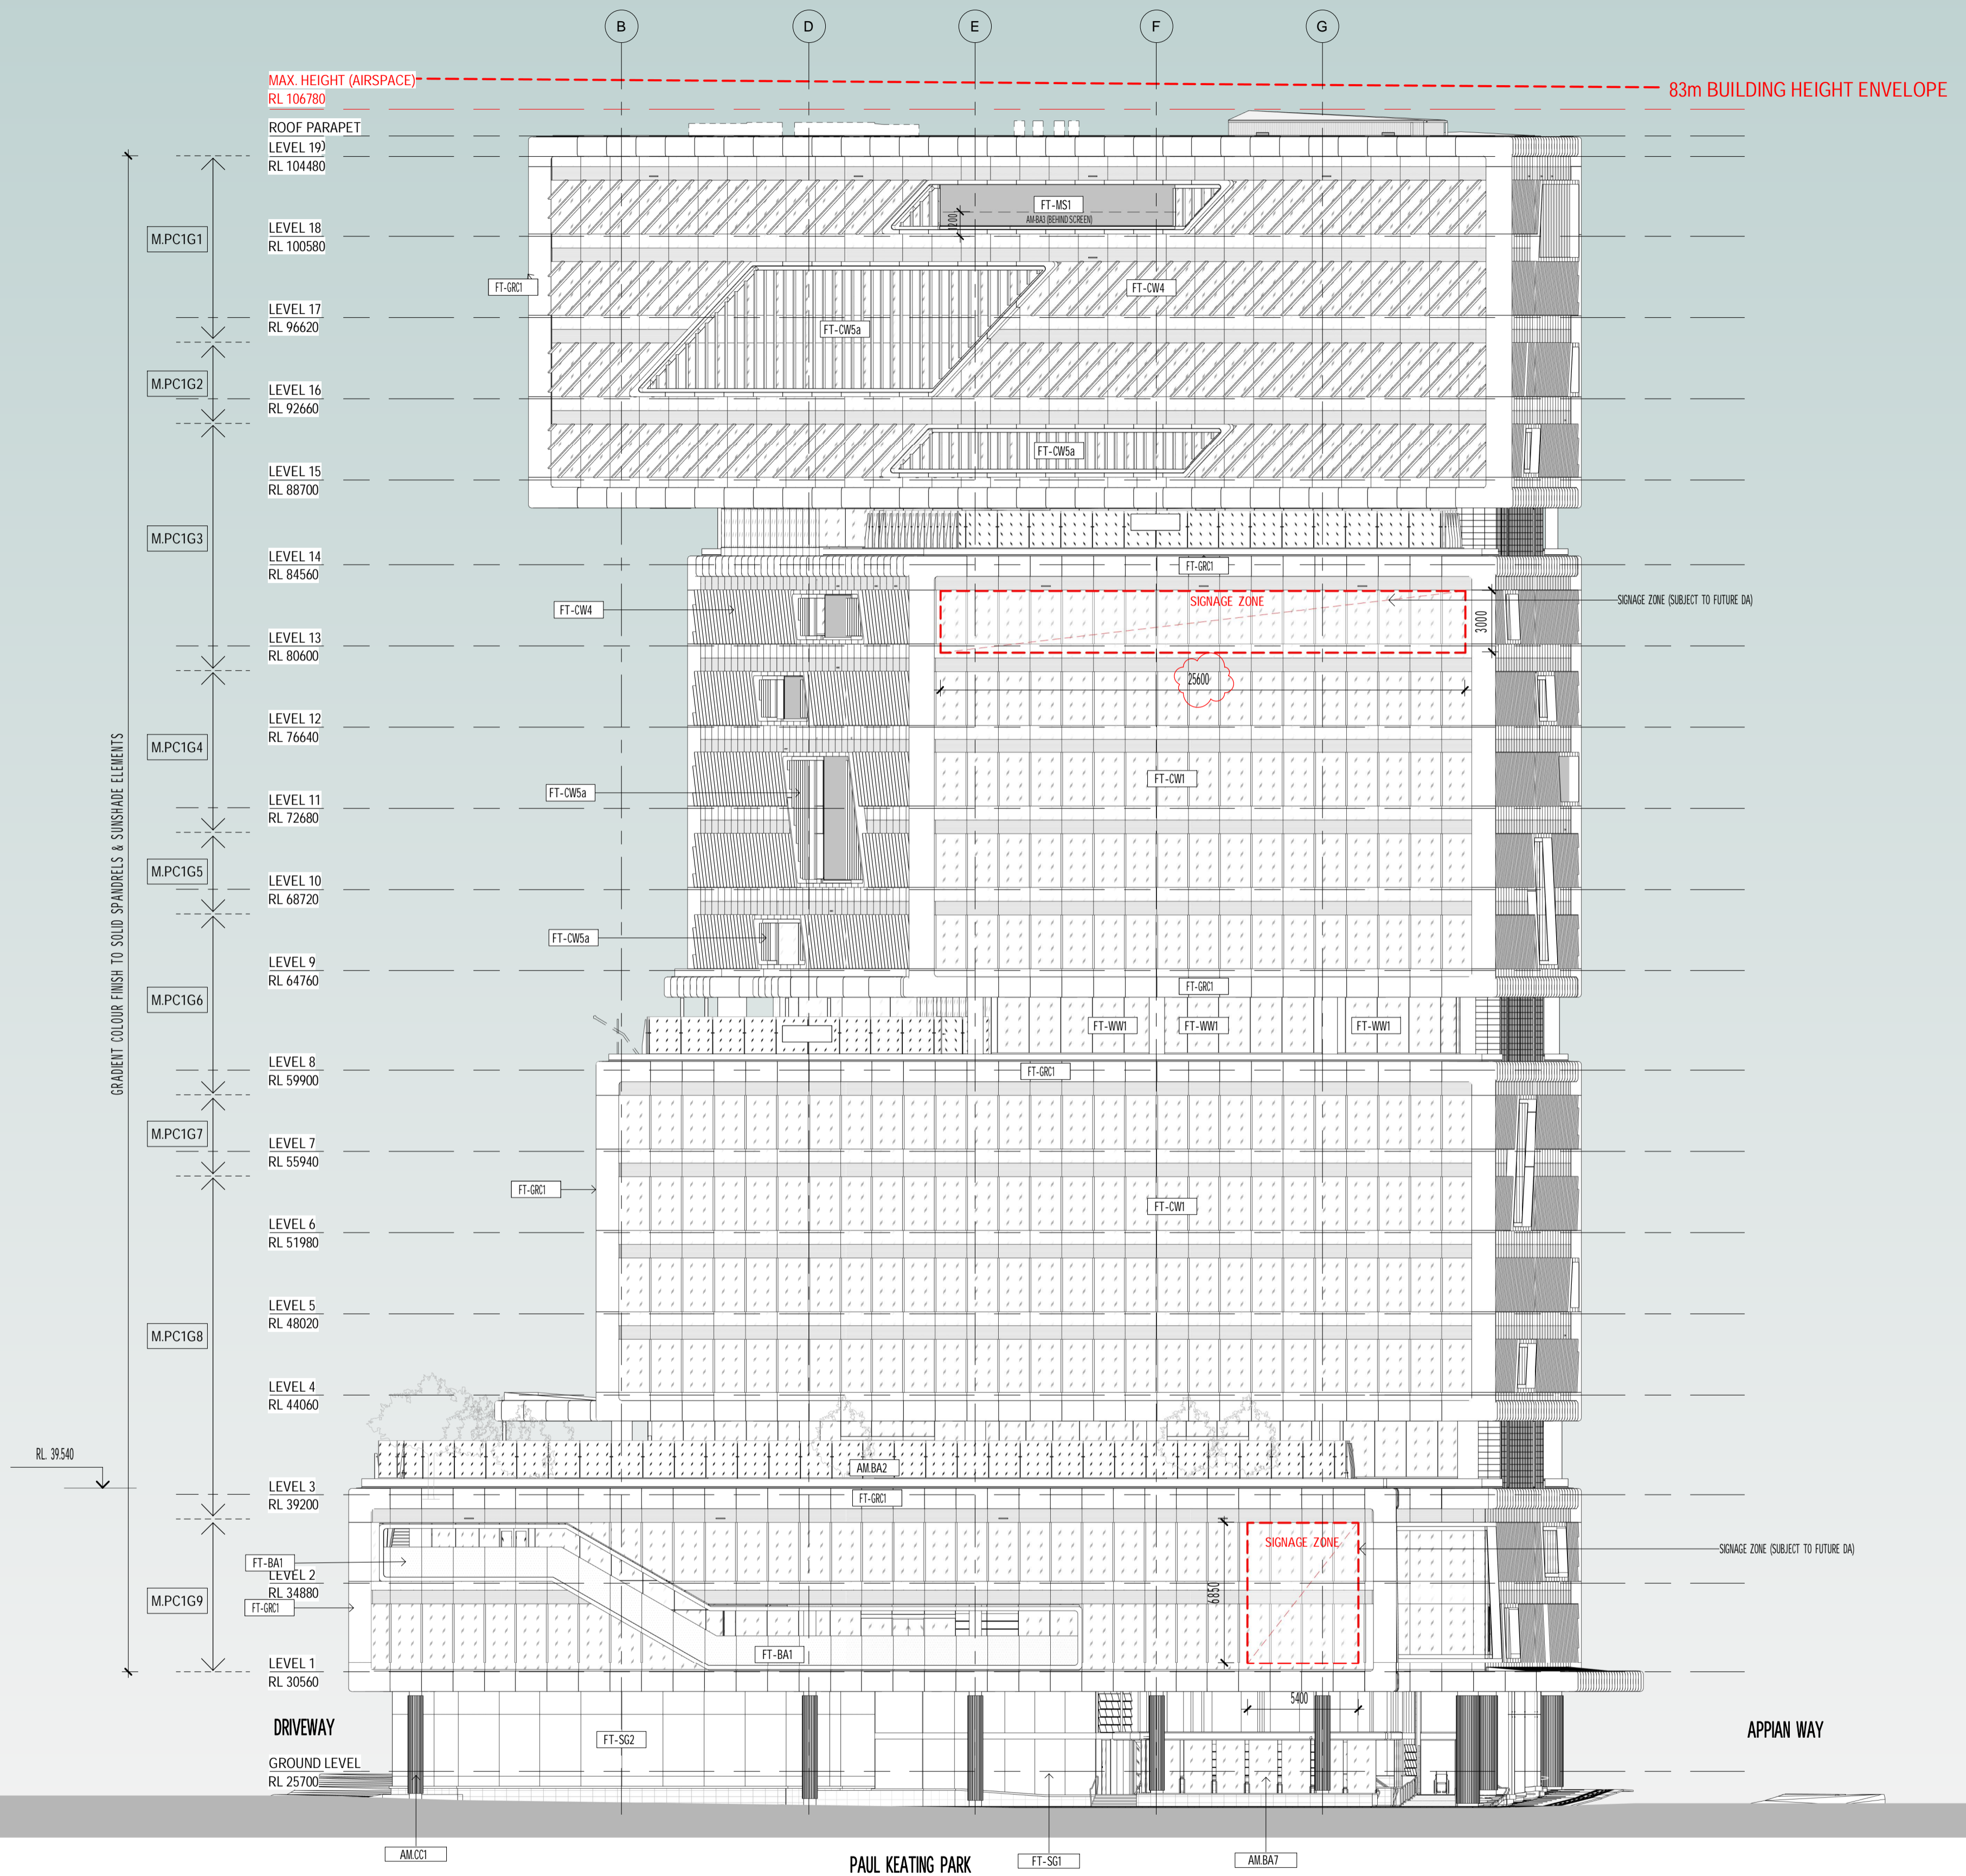 B
D
E
F
G
MAX. HEIGHT (AIRSPACE)
RL 106780
83m BUILDING HEIGHT ENVELOPE
ROOF PARAPET
LEVEL 19)
RL 104480
FT-MS1
AM-BA3 (BEHIND SCREEN)
1200
M.PC1G1
LEVEL 18
RL 100580
FT-GRC1
FT-CW4
LEVEL 17
RL 96620
FT-CW5a
M.PC1G2
LEVEL 16
RL 92660
FT-CW5a
LEVEL 15
RL 88700
M.PC1G3
LEVEL 14
RL 84560
FT-GRC1
FT-CW4
SIGNAGE ZONE
SIGNAGE ZONE (SUBJECT TO FUTURE DA)
3000
LEVEL 13
RL 80600
25600
LEVEL 12
RL 76640
M.PC1G4
GRADIENT COLOUR FINISH TO SOLID SPANDRELS & SUNSHADE ELEMENTS
FT-CW1
FT-CW5a
LEVEL 11
RL 72680
M.PC1G5
LEVEL 10
RL 68720
FT-CW5a
LEVEL 9
RL 64760
FT-GRC1
M.PC1G6
FT-WW1
FT-WW1
FT-WW1
LEVEL 8
RL 59900
FT-GRC1
M.PC1G7
LEVEL 7
RL 55940
FT-GRC1
FT-CW1
LEVEL 6
RL 51980
LEVEL 5
RL 48020
M.PC1G8
LEVEL 4
RL 44060
RL. 39.540
AM.BA2
LEVEL 3
RL 39200
FT-GRC1
SIGNAGE ZONE
SIGNAGE ZONE (SUBJECT TO FUTURE DA)
FT-BA1
LEVEL 2
RL 34880
6850
M.PC1G9
FT-GRC1
FT-BA1
LEVEL 1
RL 30560
5400
DRIVEWAY
APPIAN WAY
FT-SG2
GROUND LEVEL
RL 25700
AM.CC1
PAUL KEATING PARK
FT-SG1
AM.BA7